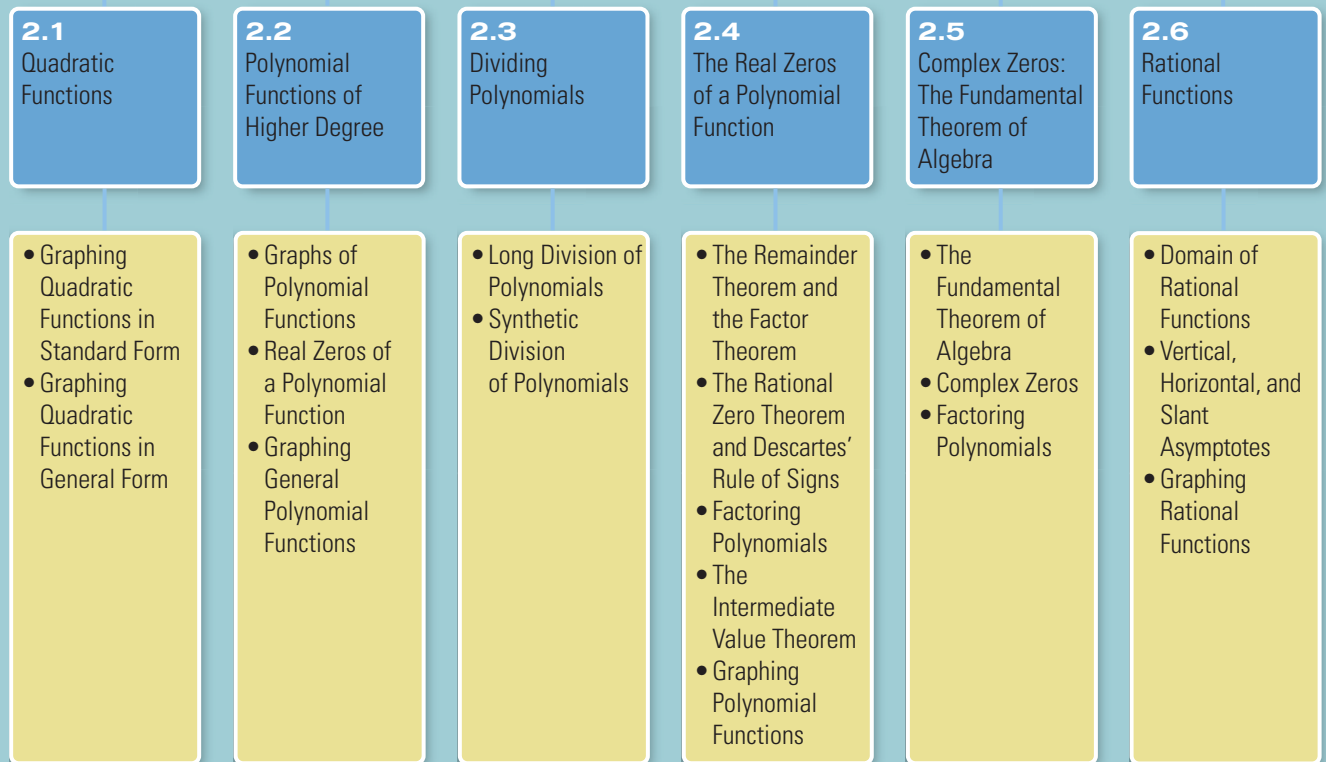 2.1
Quadratic
Functions
2.2
Polynomial
Functions of
Higher Degree
2.3
Dividing
Polynomials
2.4
The Real Zeros
of a Polynomial
Function
2.5
Complex Zeros:
The Fundamental
Theorem of
Algebra
2.6
Rational
Functions
• Graphing
Quadratic
Functions in
Standard Form
• Graphing
Quadratic
Functions in
General Form
• Graphs of
Polynomial
Functions
• Real Zeros of
a Polynomial
Function
• Graphing
General
Polynomial
Functions
• Long Division of
Polynomials
• Synthetic
Division
of Polynomials
• The Remainder
Theorem and
the Factor
Theorem
• The Rational
Zero Theorem
and Descartes’
Rule of Signs
• Factoring
Polynomials
• The
Intermediate
Value Theorem
• Graphing
Polynomial
Functions
• The
Fundamental
Theorem of
Algebra
• Complex Zeros
• Factoring
Polynomials
• Domain of
Rational
Functions
• Vertical,
Horizontal, and
Slant
Asymptotes
• Graphing
Rational
Functions